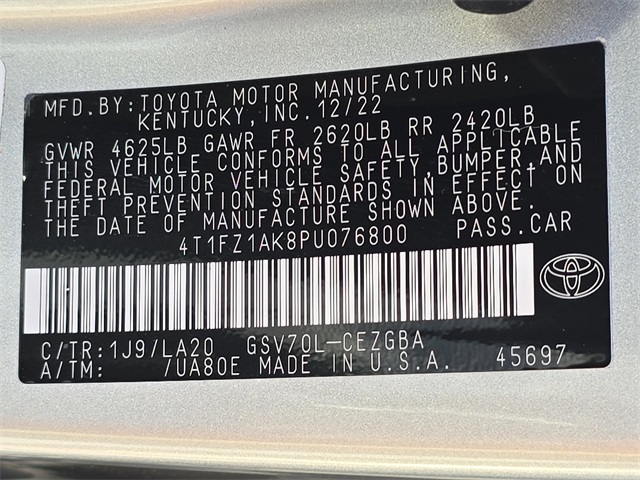 MFD.BY:TOYOTA MOTOR MANUFACTURING,
KENTUCKY, INC.12/22
GVWR 4625LB GAWR FR 2620LB RR 2420LB
THIS VEHICLE CONFORMS TO ALL APPLICABLE
FEDERAL MOTOR VEHICLE SAFETY,BUMPER,AND
THEFT PREVENTION STANDARDS IN EFFECT ON
THE DATE OF MANUFACTURE SHOWN ABOVE.
4T1FZ1AK8PU076800 PASS.CAR
C/TR:1J9/LA20 GSV70L-CEZGBA
A/TM: /UA80E MADE IN U.S.A. 45697